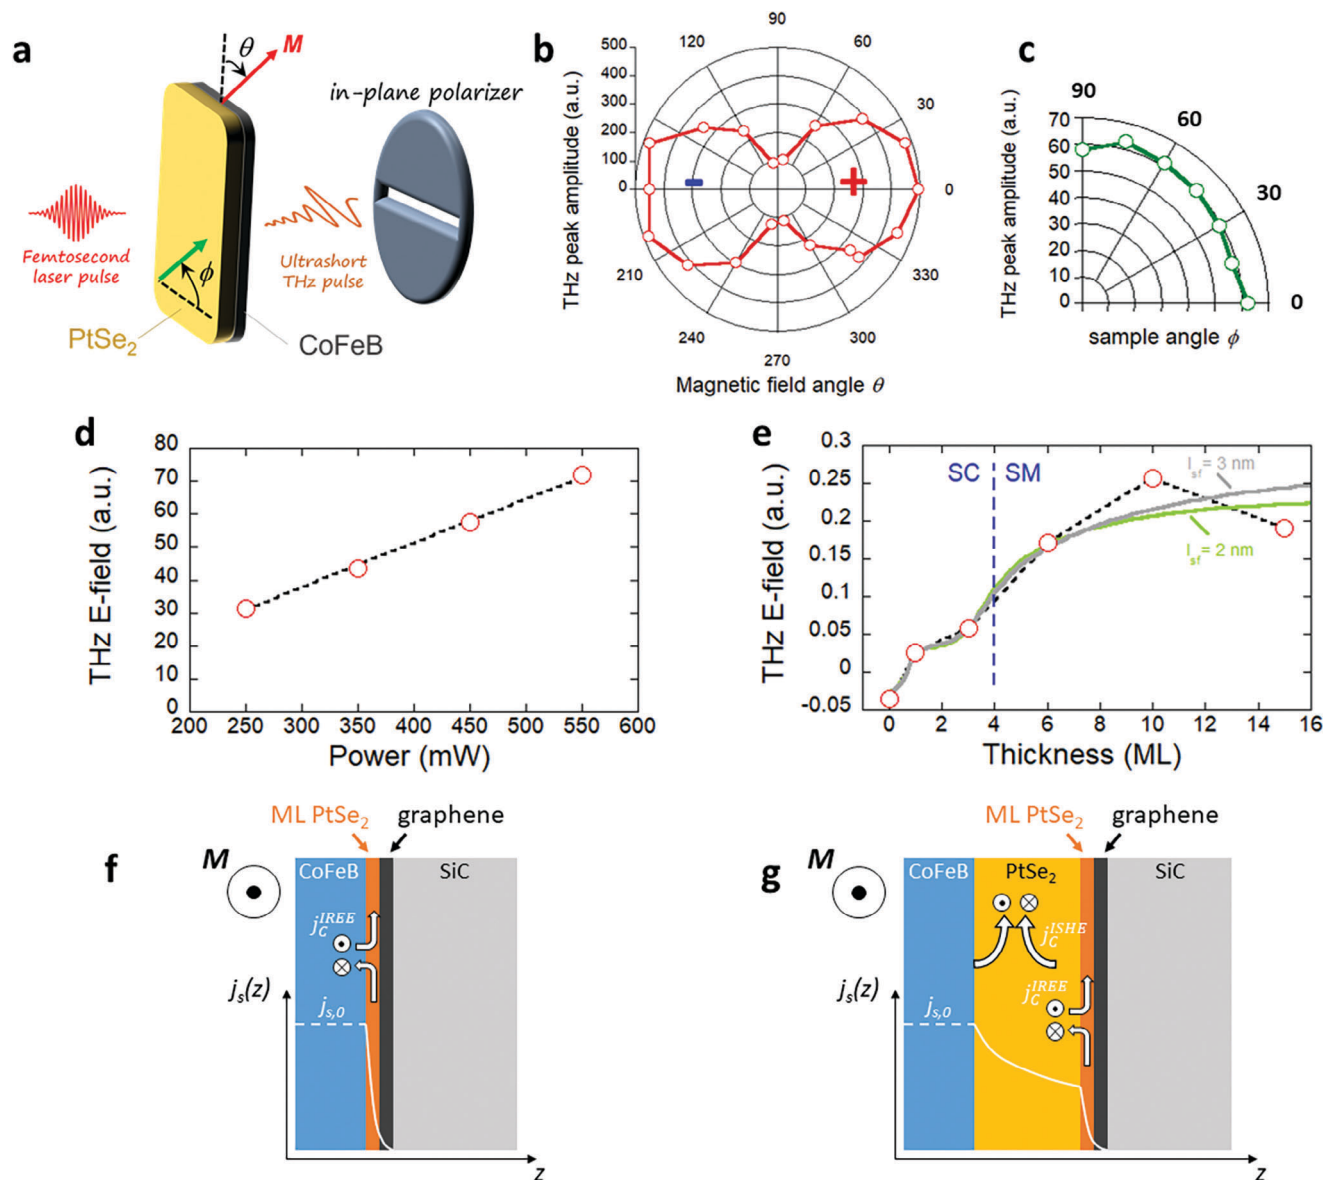 a
θ
M
in-plane polarizer
Femtosecond
laser pulse
ϕ
Ultrashort
THz pulse
PtSe2
CoFeB
b
THz peak amplitude (a.u.)
500
400
300
200
100
0
90
120
60
30
0
-
+
210
330
240
300
270
Magnetic field angle θ
c
THz peak amplitude (a.u.)
90
70
60
50
40
30
20
10
0
60
30
0
sample angle ϕ
d
THz E-field (a.u.)
80
70
60
50
40
30
20
10
0
200 250 300 350 400 450 500 550 600
Power (mW)
e
THz E-field (a.u.)
0.3
0.25
0.2
0.15
0.1
0.05
0
-0.05
SC SM
lsf= 3 nm
lsf= 2 nm
0 2 4 6 8 10 12 14 16
Thickness (ML)
f
ML PtSe2
graphene
M
CoFeB
SiC
jC^IREE
js(z)
js,0
z
g
ML PtSe2
graphene
M
CoFeB
PtSe2
SiC
jC^ISHE
jC^IREE
js(z)
js,0
z